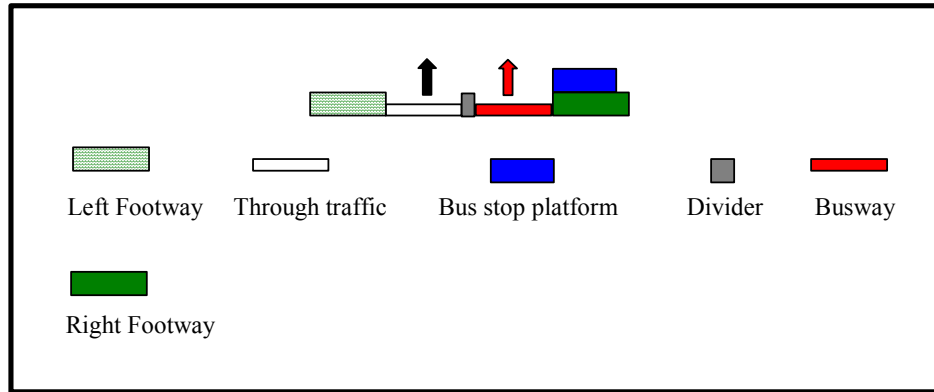 Left Footway Through traffic Bus stop platform Divider Busway
Right Footway